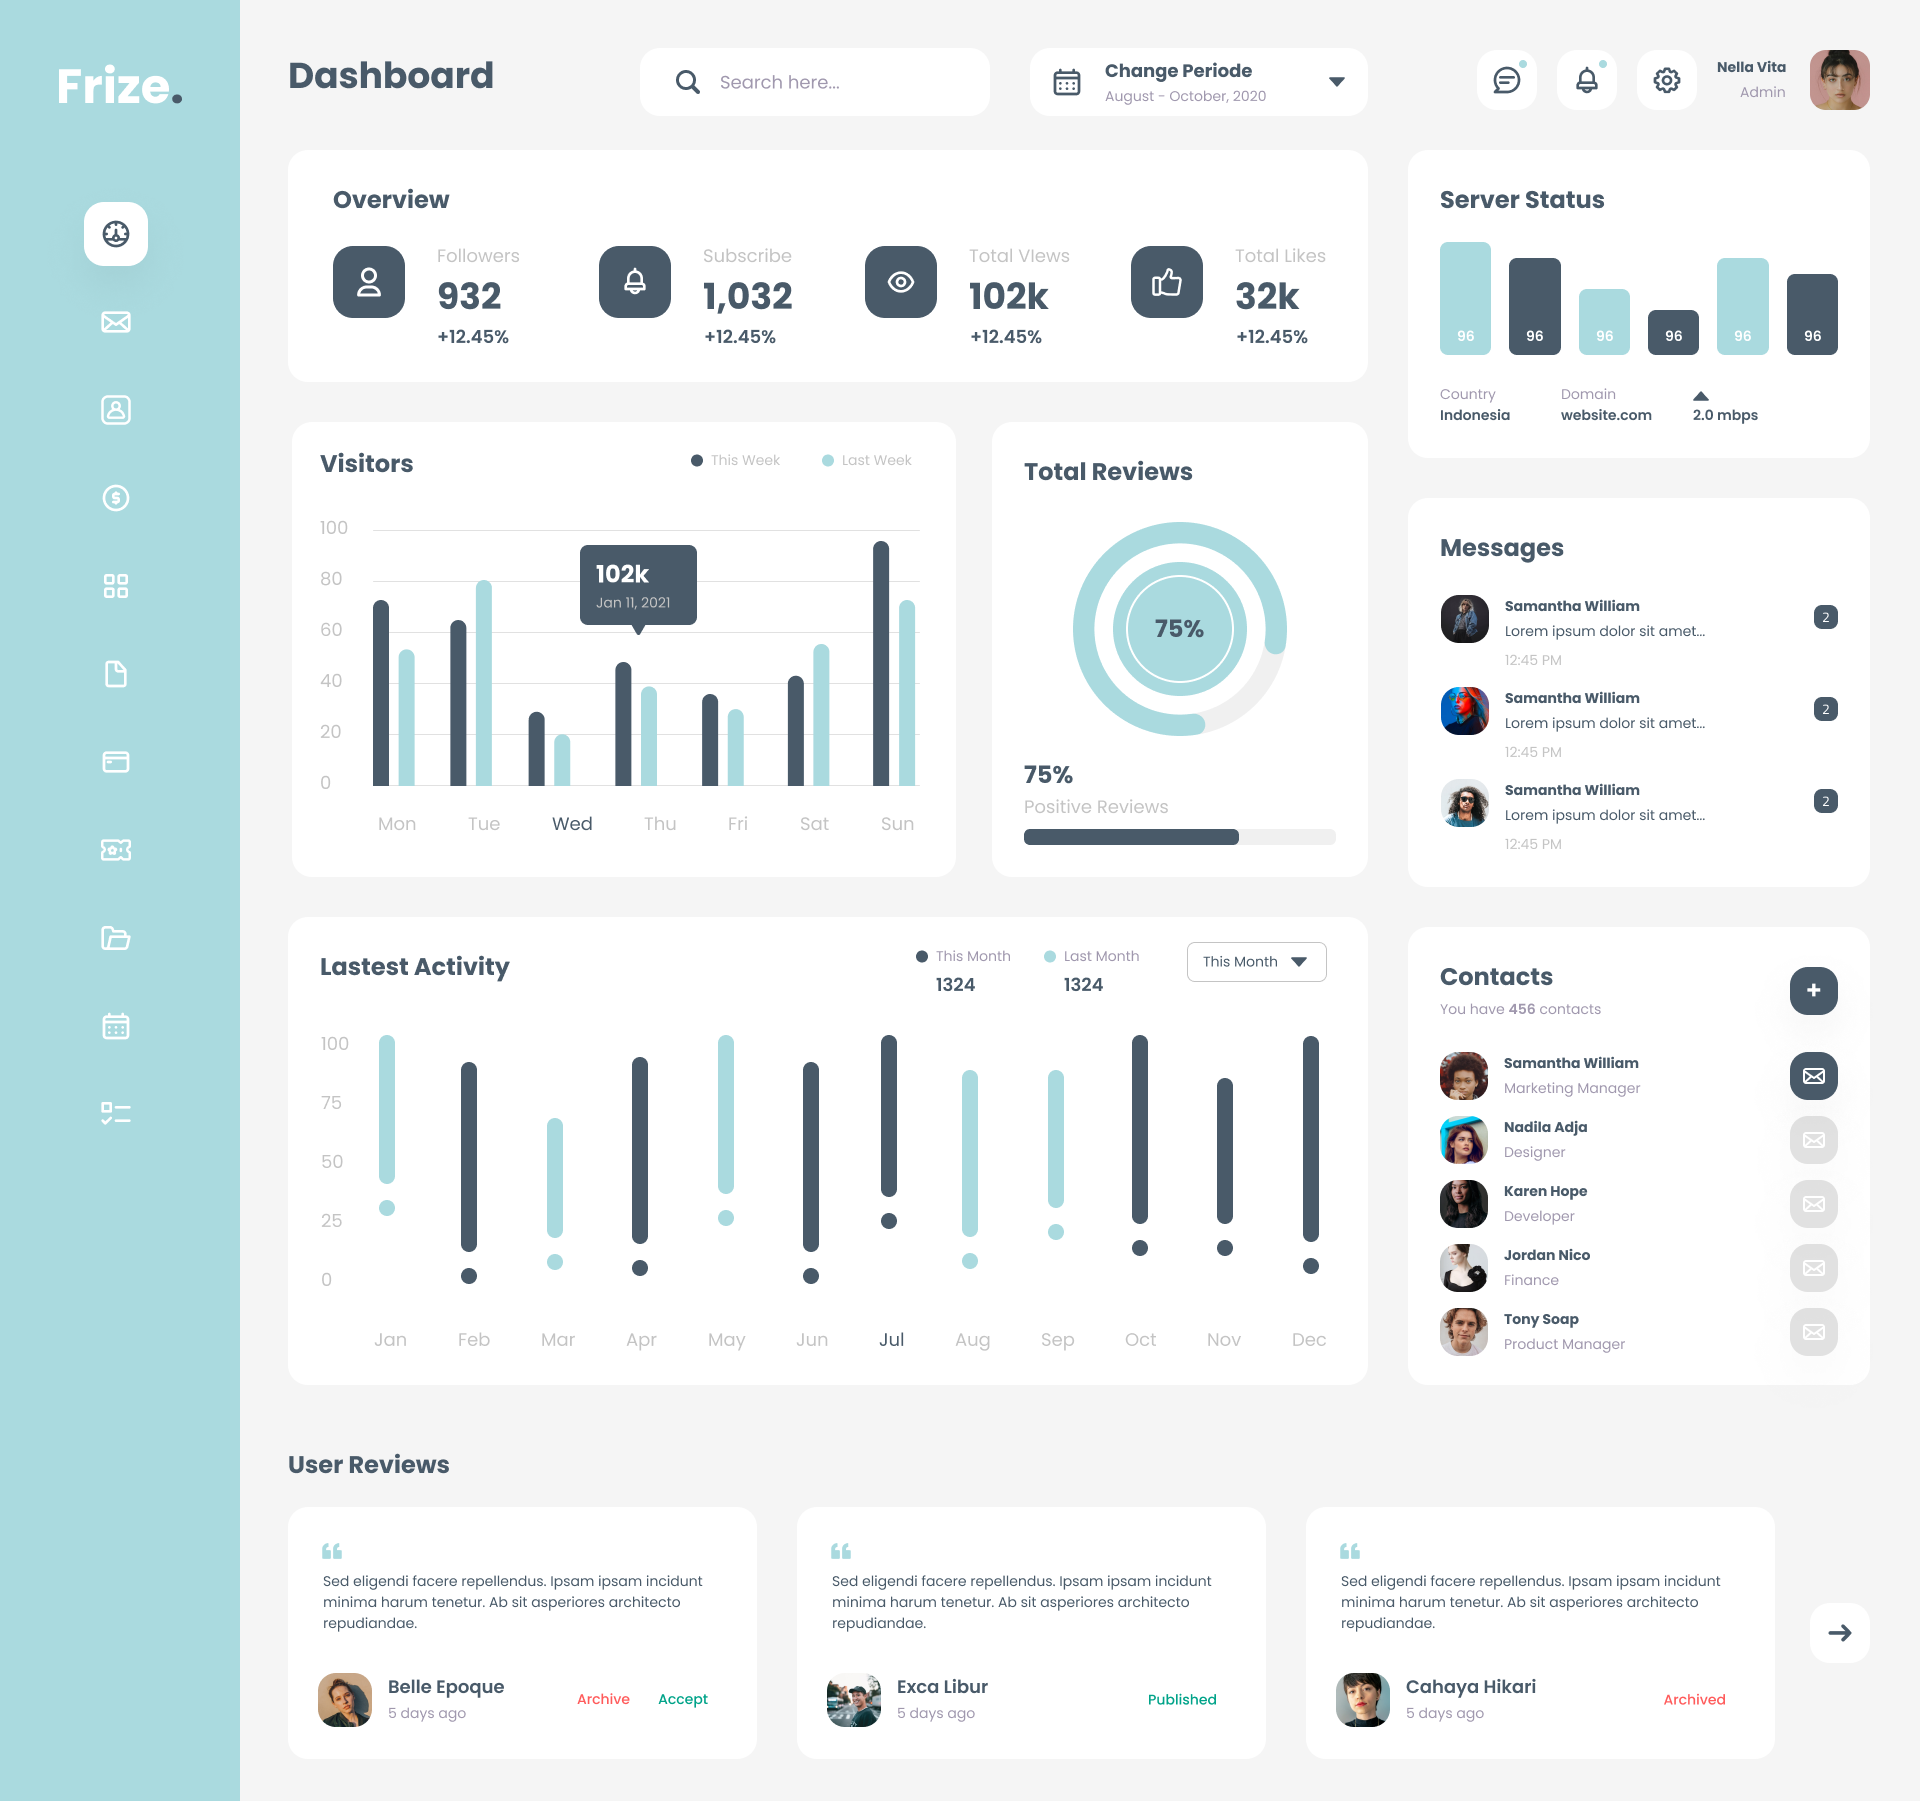 Frize.
Dashboard
Search here...
Change Periode
August - October, 2020
Nella Vita
Admin
Overview
Followers
932
+12.45%
Subscribe
1,032
+12.45%
Total VIews
102k
+12.45%
Total Likes
32k
+12.45%
Server Status
96 96 96 96 96 96
Country
Indonesia
Domain
website.com
2.0 mbps
Visitors
This Week
Last Week
100
80
60
40
20
0
102k
Jan 11, 2021
Mon Tue Wed Thu Fri Sat Sun
Total Reviews
75%
75%
Positive Reviews
Messages
Samantha William
Lorem ipsum dolor sit amet...
12:45 PM
2
Samantha William
Lorem ipsum dolor sit amet...
12:45 PM
2
Samantha William
Lorem ipsum dolor sit amet...
12:45 PM
2
Lastest Activity
This Month
1324
Last Month
1324
This Month
100
75
50
25
0
Jan Feb Mar Apr May Jun Jul Aug Sep Oct Nov Dec
Contacts
You have 456 contacts
+
Samantha William
Marketing Manager
Nadila Adja
Designer
Karen Hope
Developer
Jordan Nico
Finance
Tony Soap
Product Manager
User Reviews
Sed eligendi facere repellendus. Ipsam ipsam incidunt
minima harum tenetur. Ab sit asperiores architecto
repudiandae.
Belle Epoque
5 days ago
Archive
Accept
Sed eligendi facere repellendus. Ipsam ipsam incidunt
minima harum tenetur. Ab sit asperiores architecto
repudiandae.
Exca Libur
5 days ago
Published
Sed eligendi facere repellendus. Ipsam ipsam incidunt
minima harum tenetur. Ab sit asperiores architecto
repudiandae.
Cahaya Hikari
5 days ago
Archived